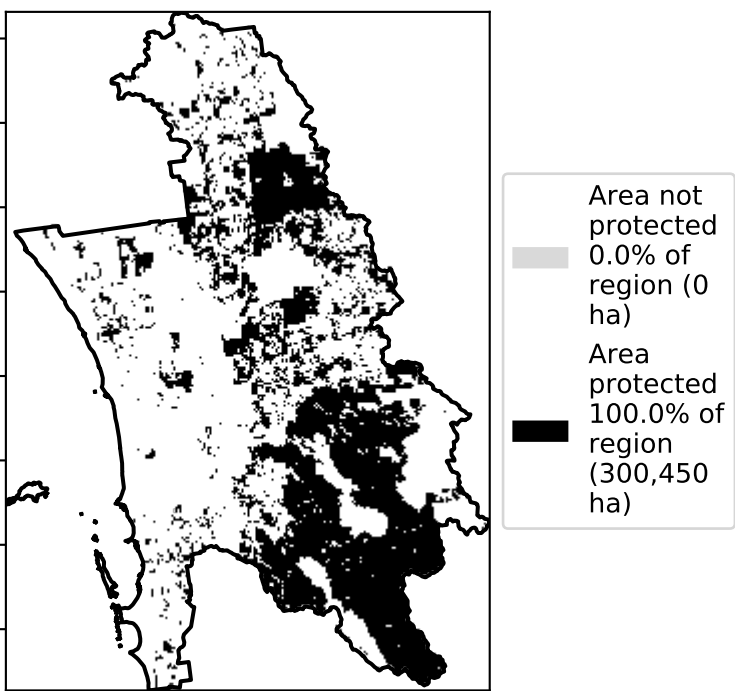 Area not
protected
0.0% of
region (0
ha)
Area
protected
100.0% of
region
(300,450
ha)